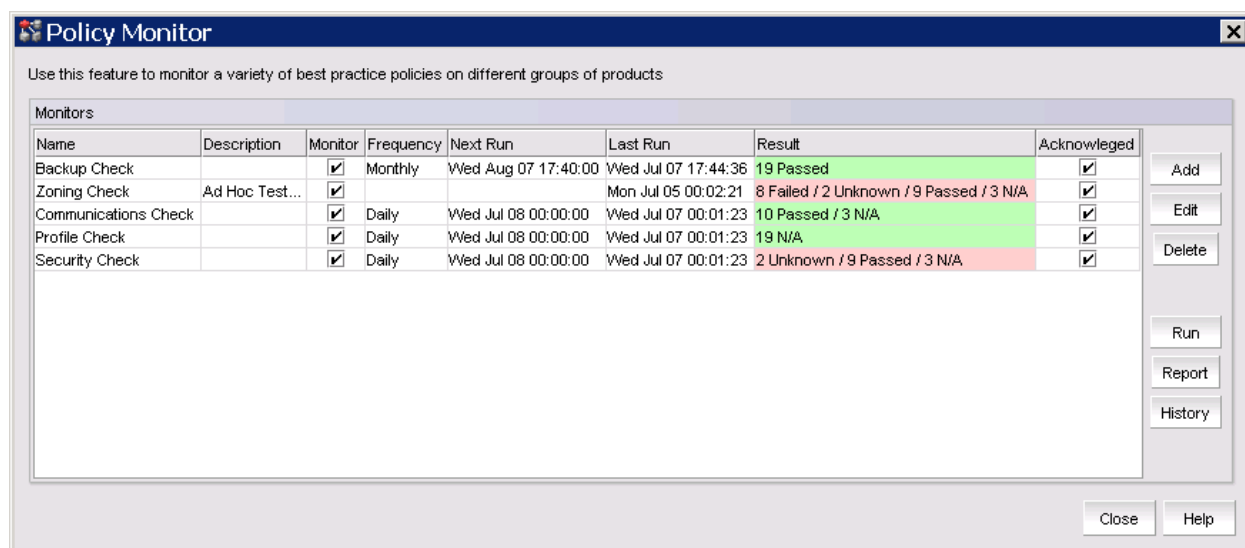 Policy Monitor
Use this feature to monitor a variety of best practice policies on different groups of products
Monitors
Name Description Monitor Frequency Next Run Last Run Result Acknowleged
Backup Check Monthly Wed Aug 07 17:40:00 Wed Jul 07 17:44:36 19 Passed
Zoning Check Ad Hoc Test... Mon Jul 05 00:02:21 8 Failed / 2 Unknown / 9 Passed / 3 N/A
Communications Check Daily Wed Jul 08 00:00:00 Wed Jul 07 00:01:23 10 Passed / 3 N/A
Profile Check Daily Wed Jul 08 00:00:00 Wed Jul 07 00:01:23 19 N/A
Security Check Daily Wed Jul 08 00:00:00 Wed Jul 07 00:01:23 2 Unknown / 9 Passed / 3 N/A
Add
Edit
Delete
Run
Report
History
Close Help